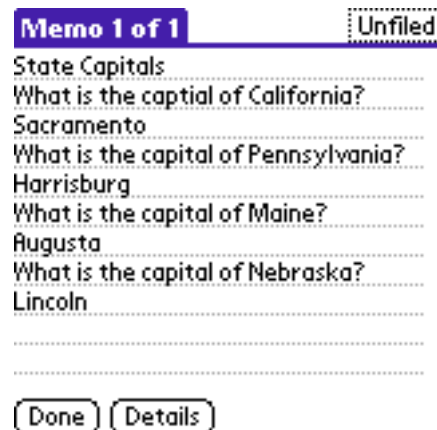 Memo 1 of 1 Unfiled
State Capitals
What is the captial of California?
Sacramento
What is the capital of Pennsylvania?
Harrisburg
What is the capital of Maine?
Augusta
What is the capital of Nebraska?
Lincoln
Done Details